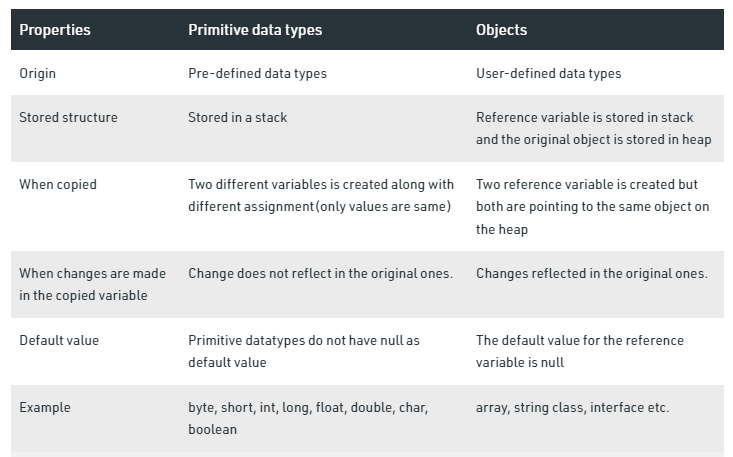 Properties Primitive data types Objects
Origin Pre-defined data types User-defined data types
Stored structure Stored in a stack Reference variable is stored in stack
and the original object is stored in heap
When copied Two different variables is created along with Two reference variable is created but
different assignment(only values are same) both are pointing to the same object on
the heap
When changes are made Change does not reflect in the original ones. Changes reflected in the original ones.
in the copied variable
Default value Primitive datatypes do not have null as The default value for the reference
default value variable is null
Example byte, short, int, long, float, double, char, array, string class, interface etc.
boolean